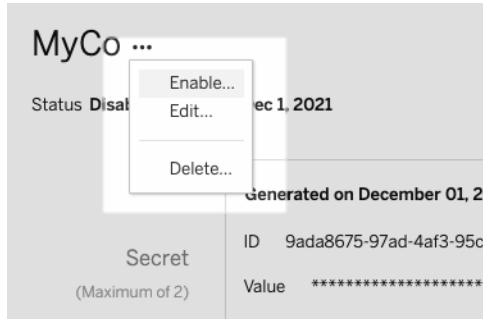 MyCo ...
Enable...
Status Disab ec 1, 2021
Edit...
Delete...
Generated on December 01, 2
ID 9ada8675-97ad-4af3-95c
Secret
Value *********************
(Maximum of 2)